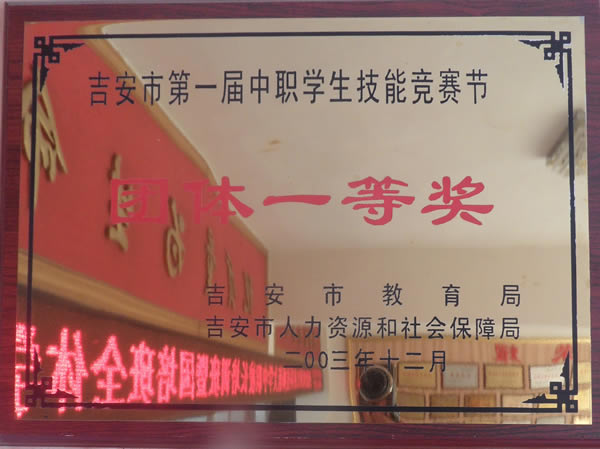 吉安市第一届中职学生技能竞赛节
团体一等奖
吉安市教育局
吉安市人力资源和社会保障局
二00三年十二月